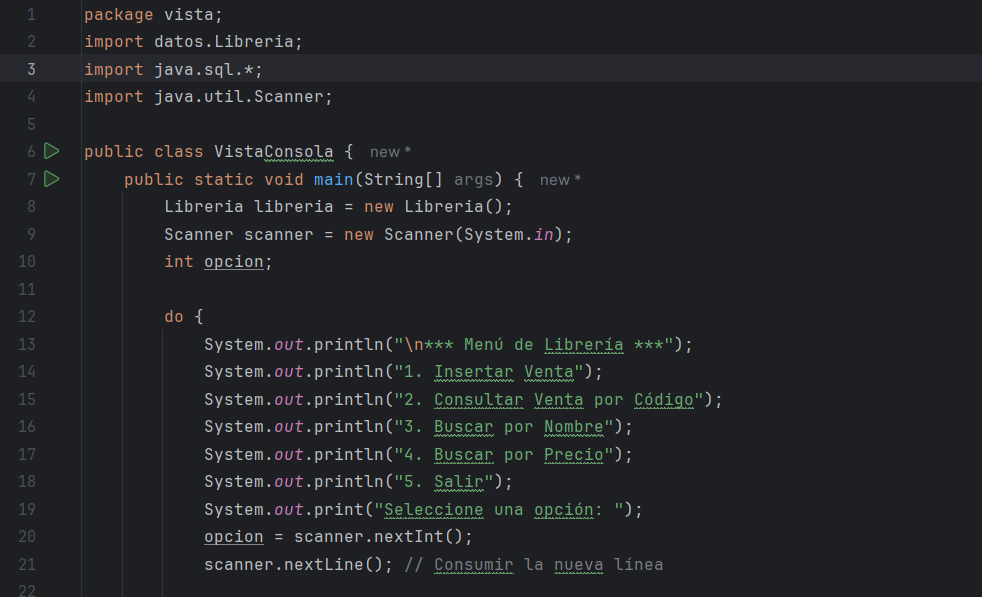 1 package vista;
2 import datos.Libreria;
3 import java.sql.*;
4 import java.util.Scanner;
5
6 public class VistaConsola { new *
7 public static void main(String[] args) { new *
8 Libreria libreria = new Libreria();
9 Scanner scanner = new Scanner(System.in);
10 int opcion;
11
12 do {
13 System.out.println("\n*** Menú de Librería ***");
14 System.out.println("1. Insertar Venta");
15 System.out.println("2. Consultar Venta por Código");
16 System.out.println("3. Buscar por Nombre");
17 System.out.println("4. Buscar por Precio");
18 System.out.println("5. Salir");
19 System.out.print("Seleccione una opción: ");
20 opcion = scanner.nextInt();
21 scanner.nextLine(); // Consumir la nueva línea
22